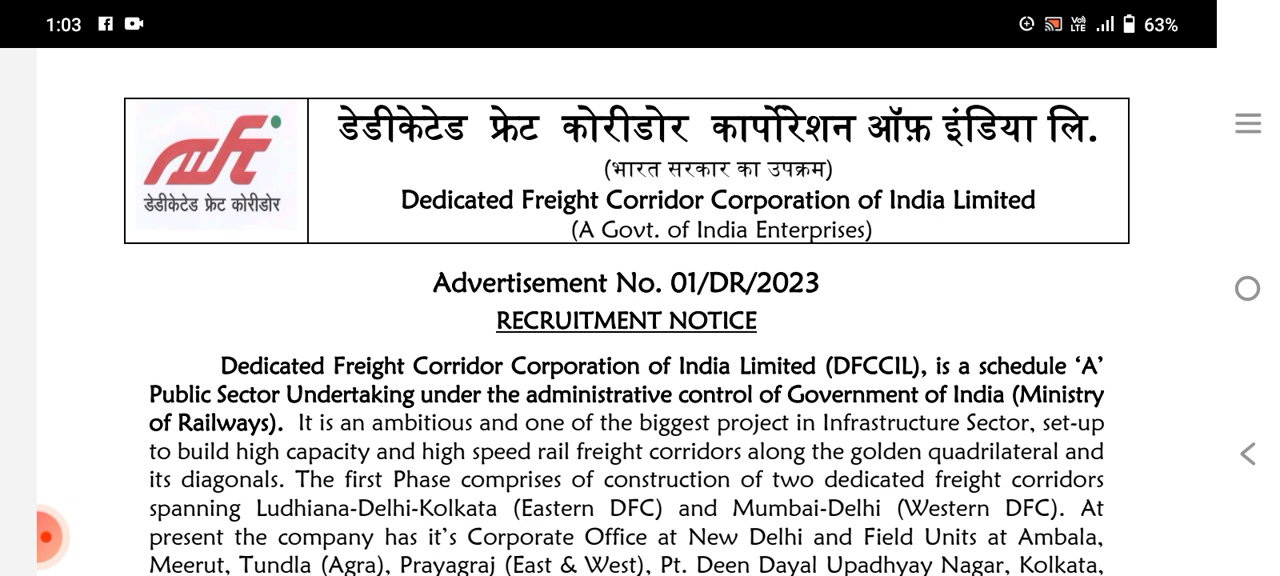 1:03
Vo) LTE 63%
डेडीकेटेड फ्रेट कोरीडोर
डेडीकेटेड फ्रेट कोरीडोर कार्पोरेशन ऑफ़ इंडिया लि.
(भारत सरकार का उपक्रम)
Dedicated Freight Corridor Corporation of India Limited
(A Govt. of India Enterprises)
Advertisement No. 01/DR/2023
RECRUITMENT NOTICE
Dedicated Freight Corridor Corporation of India Limited (DFCCIL), is a schedule ‘A’
Public Sector Undertaking under the administrative control of Government of India (Ministry
of Railways). It is an ambitious and one of the biggest project in Infrastructure Sector, set-up
to build high capacity and high speed rail freight corridors along the golden quadrilateral and
its diagonals. The first Phase comprises of construction of two dedicated freight corridors
spanning Ludhiana-Delhi-Kolkata (Eastern DFC) and Mumbai-Delhi (Western DFC). At
present the company has it’s Corporate Office at New Delhi and Field Units at Ambala,
Meerut, Tundla (Agra), Prayagraj (East & West), Pt. Deen Dayal Upadhyay Nagar, Kolkata,